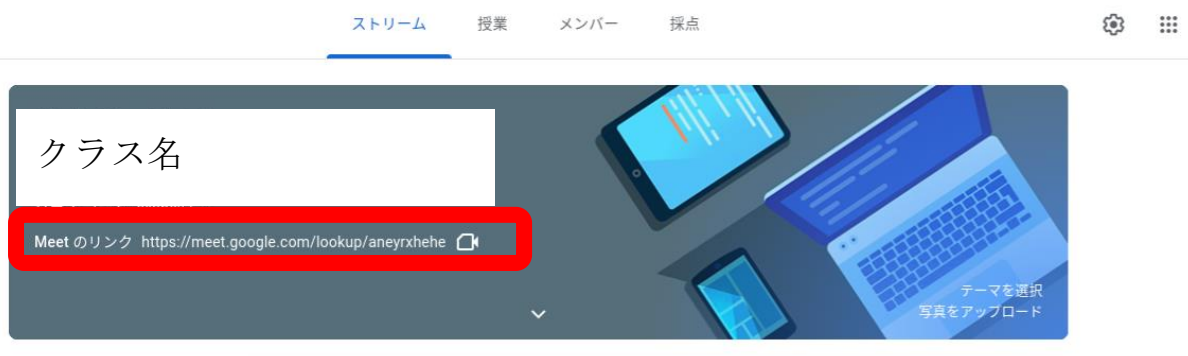 ストリーム 授業 メンバー 採点
クラス名
Meet のリンク https://meet.google.com/lookup/aneyrxhehe
テーマを選択
写真をアップロード